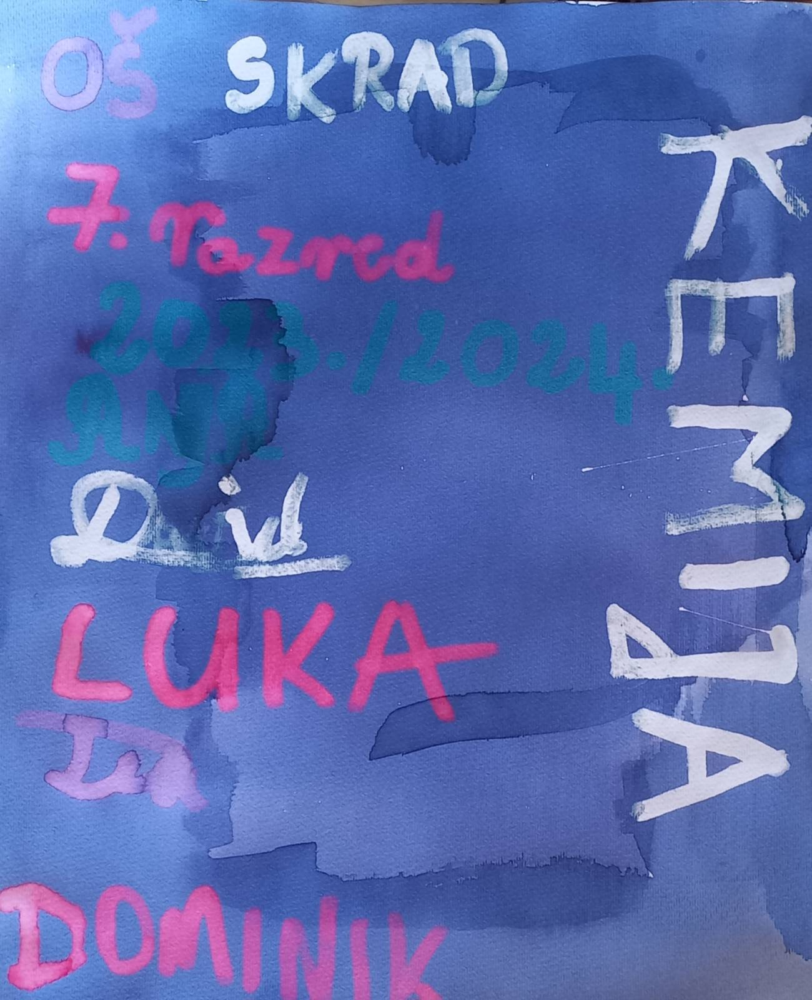 OŠ SKRAD
7. razred
2023./2024.
LUKA
DOMINIK
KEMIJA